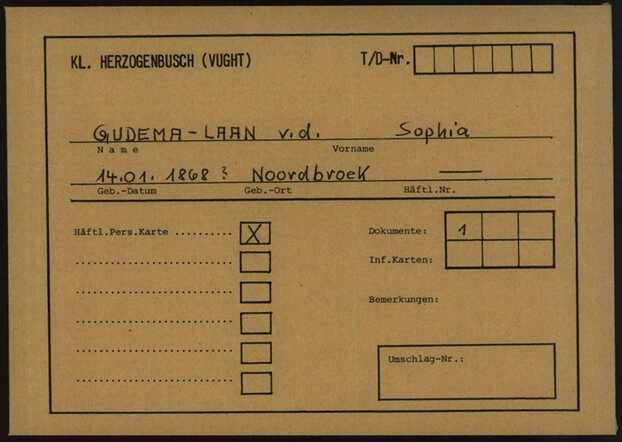 KL. HERZOGENBUSCH (VUGHT) T/D-Nr.
GUDEMA-LAAN v.d. Sophia
Name Vorname
14.01.1868? Noordbroek —
Geb.-Datum Geb.-Ort Häftl.Nr.
Häftl.Pers.Karte .......... X Dokumente: 1
Inf.Karten:
Bemerkungen:
Umschlag-Nr.: